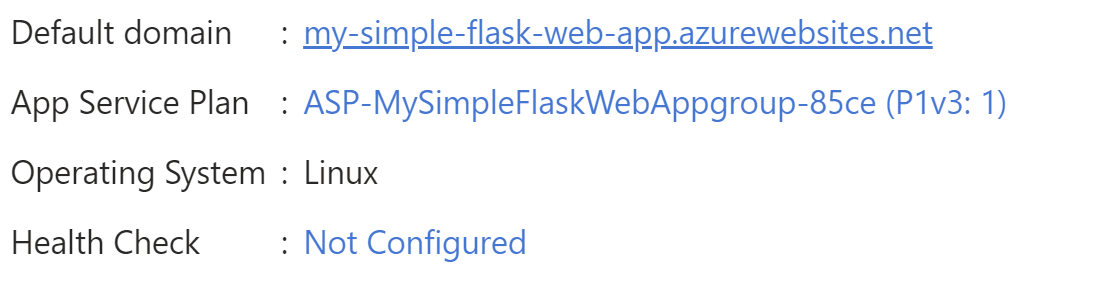 Default domain : my-simple-flask-web-app.azurewebsites.net
App Service Plan : ASP-MySimpleFlaskWebAppgroup-85ce (P1v3: 1)
Operating System : Linux
Health Check : Not Configured